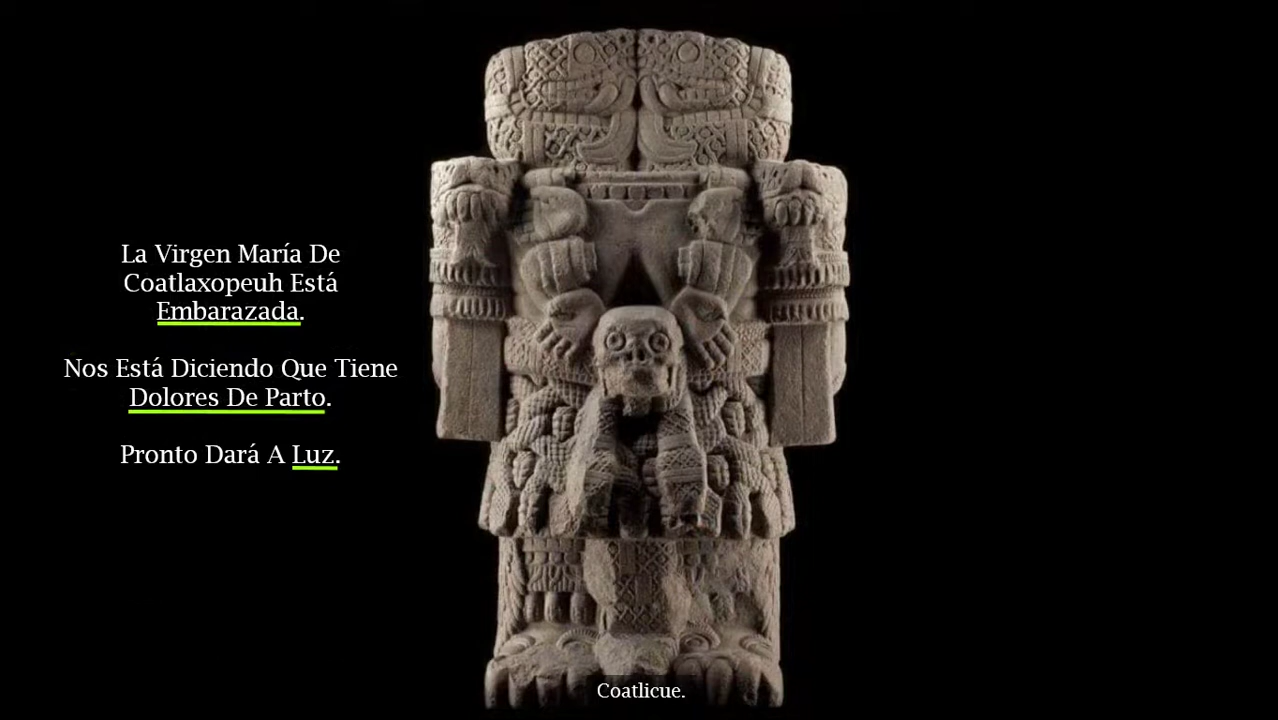 La Virgen María De
Coatlaxopeuh Está
Embarazada.
Nos Está Diciendo Que Tiene
Dolores De Parto.
Pronto Dará A Luz.
Coatlicue.